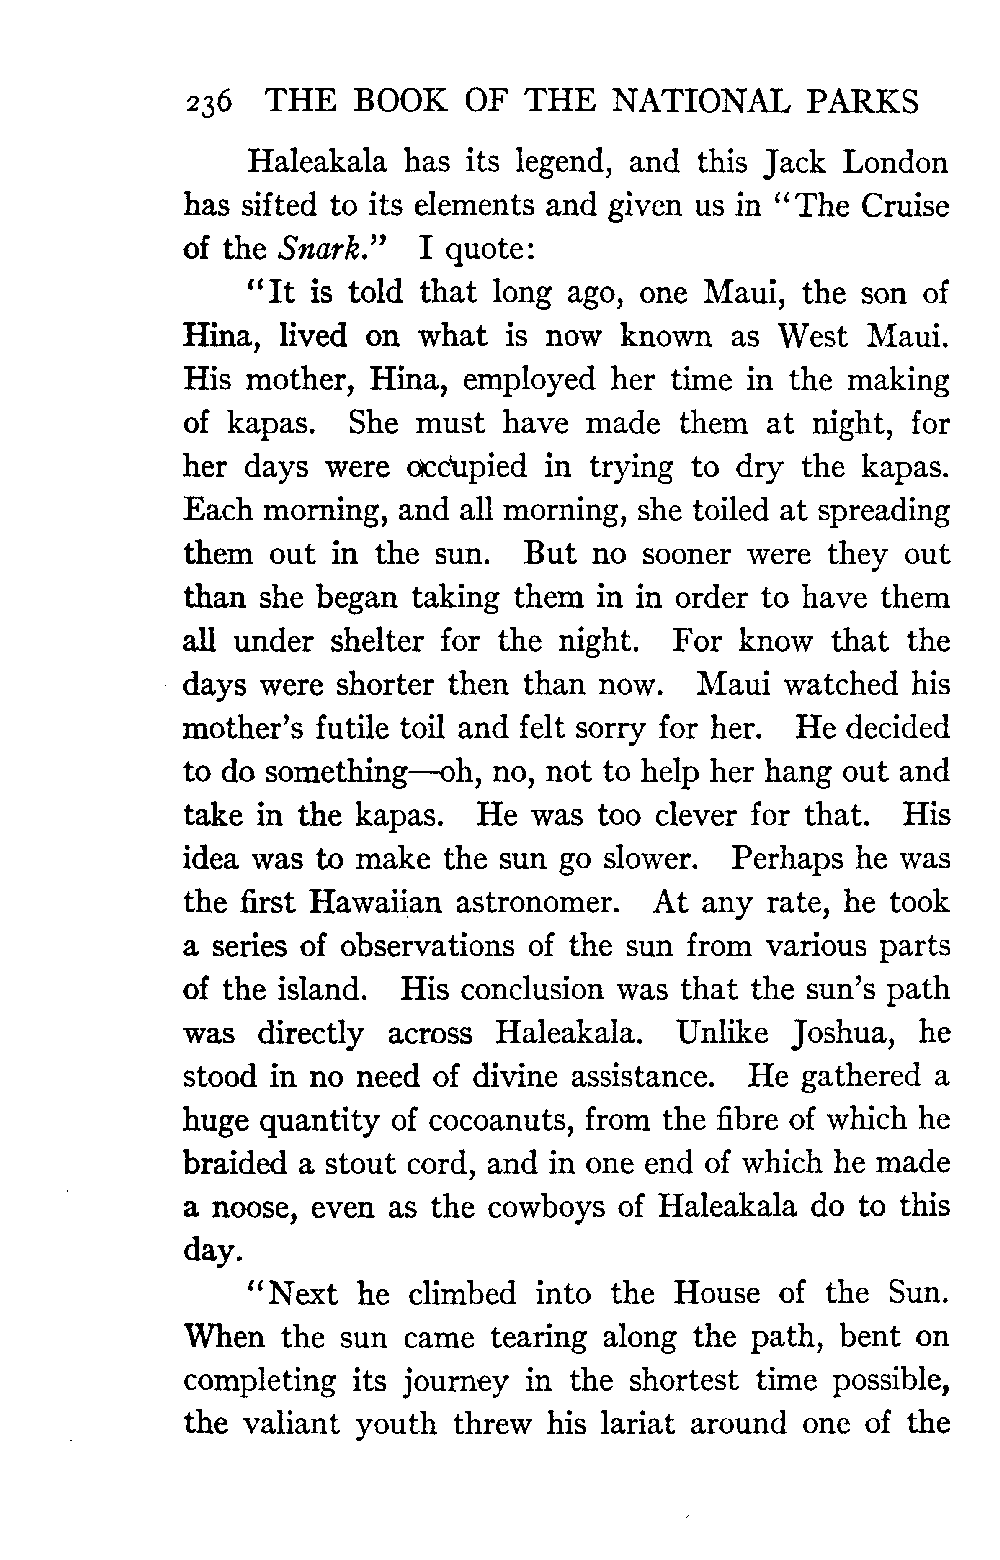 236 THE BOOK OF THE NATIONAL PARKS
Haleakala has its legend, and this Jack London
has sifted to its elements and given us in "The Cruise
of the Snark." I quote:
"It is told that long ago, one Maui, the son of
Hina, lived on what is now known as West Maui.
His mother, Hina, employed her time in the making
of kapas. She must have made them at night, for
her days were occupied in trying to dry the kapas.
Each morning, and all morning, she toiled at spreading
them out in the sun. But no sooner were they out
than she began taking them in in order to have them
all under shelter for the night. For know that the
days were shorter then than now. Maui watched his
mother's futile toil and felt sorry for her. He decided
to do something—oh, no, not to help her hang out and
take in the kapas. He was too clever for that. His
idea was to make the sun go slower. Perhaps he was
the first Hawaiian astronomer. At any rate, he took
a series of observations of the sun from various parts
of the island. His conclusion was that the sun's path
was directly across Haleakala. Unlike Joshua, he
stood in no need of divine assistance. He gathered a
huge quantity of cocoanuts, from the fibre of which he
braided a stout cord, and in one end of which he made
a noose, even as the cowboys of Haleakala do to this
day.
"Next he climbed into the House of the Sun.
When the sun came tearing along the path, bent on
completing its journey in the shortest time possible,
the valiant youth threw his lariat around one of the